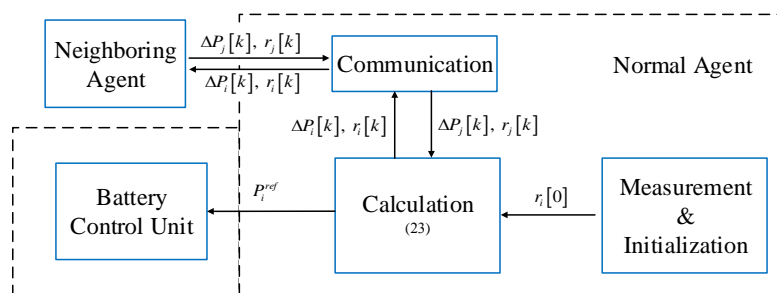 Neighboring
Agent
ΔP_j[k], r_j[k]
ΔP_i[k], r_i[k]
Communication
Normal Agent
ΔP_i[k], r_i[k]
ΔP_j[k], r_j[k]
Battery
Control Unit
P_i^{ref}
Calculation
(23)
r_i[0]
Measurement
&
Initialization